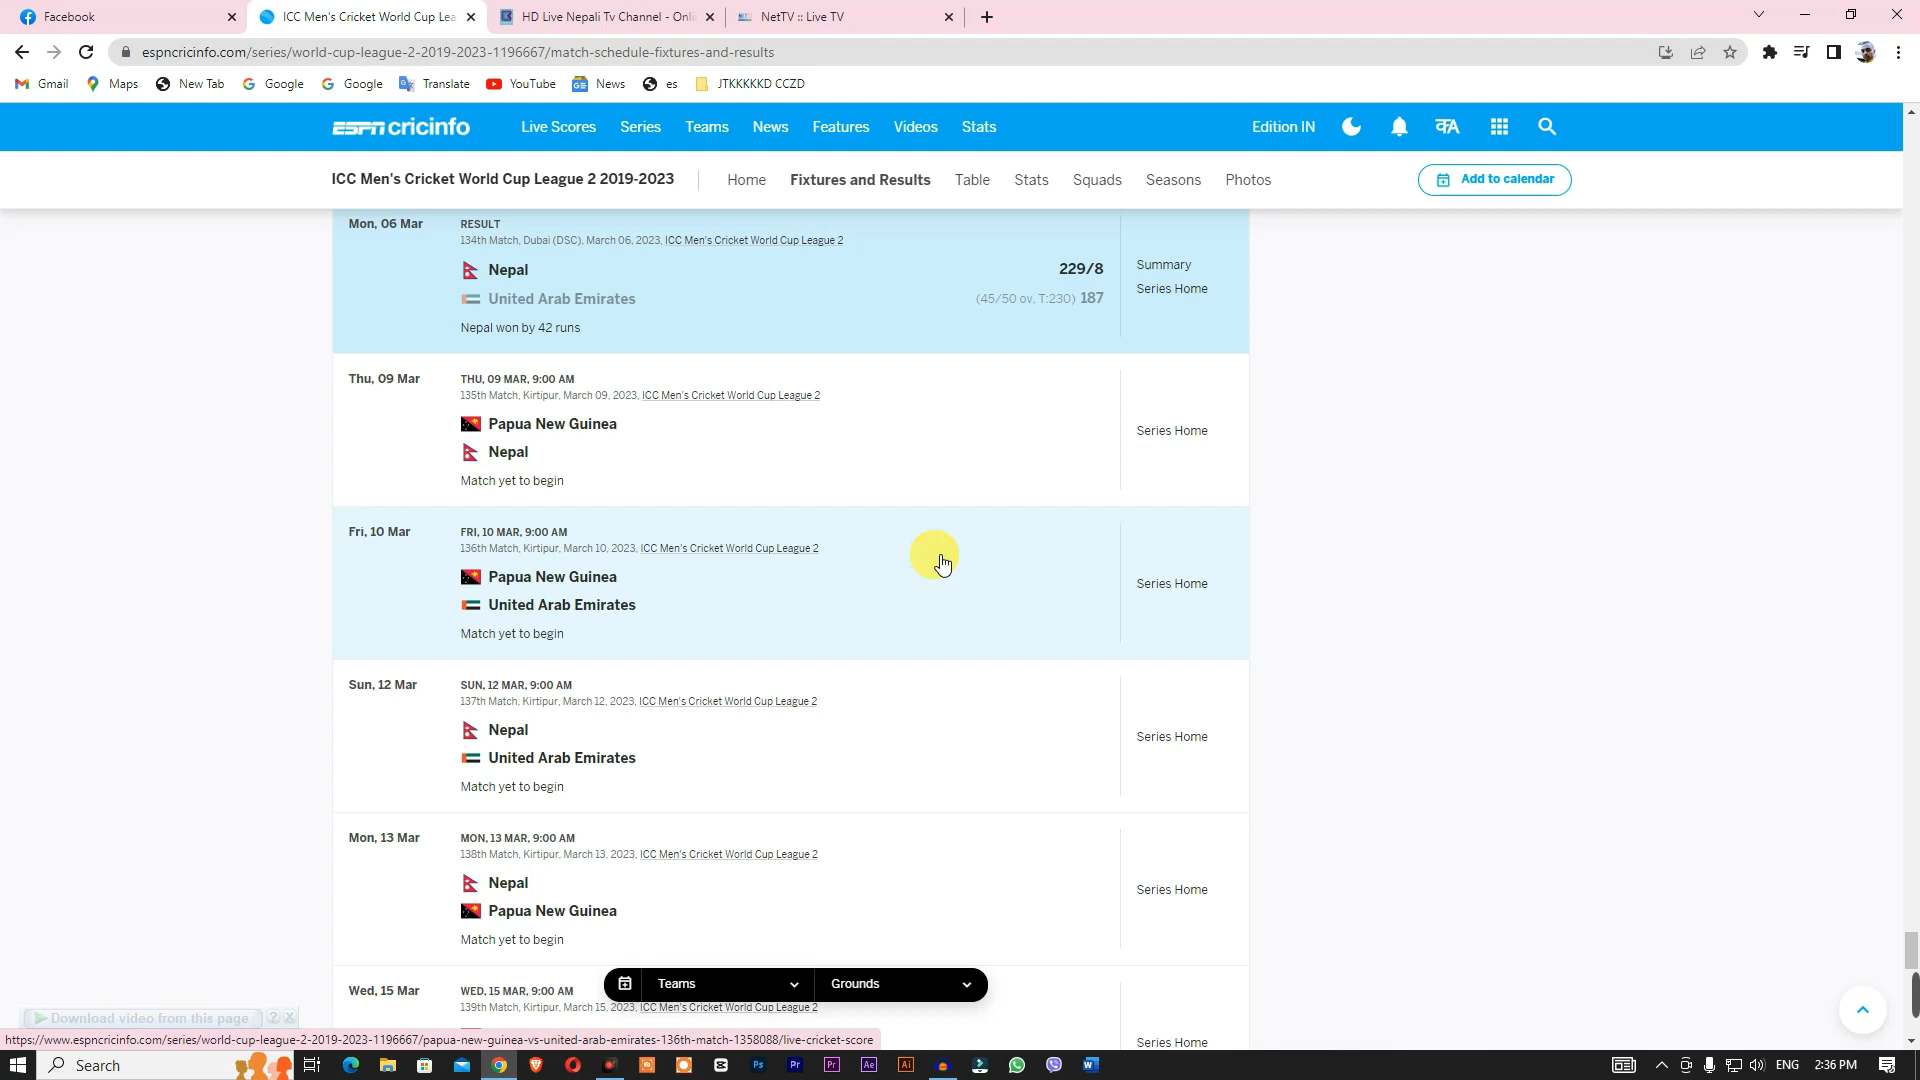 Facebook
ICC Men's Cricket World Cup Lea
HD Live Nepali Tv Channel - Onli
NetTV :: Live TV
espncricinfo.com/series/world-cup-league-2-2019-2023-1196667/match-schedule-fixtures-and-results
Gmail
Maps
New Tab
Google
Google
Translate
YouTube
News
es
JTKKKKKD CCZD
ESPN cricinfo
Live Scores
Series
Teams
News
Features
Videos
Stats
Edition IN
ICC Men's Cricket World Cup League 2 2019-2023
Home
Fixtures and Results
Table
Stats
Squads
Seasons
Photos
Add to calendar
Mon, 06 Mar
RESULT
134th Match, Dubai (DSC), March 06, 2023, ICC Men's Cricket World Cup League 2
Nepal 229/8
United Arab Emirates (45/50 ov, T:230) 187
Nepal won by 42 runs
Summary
Series Home
Thu, 09 Mar
THU, 09 MAR, 9:00 AM
135th Match, Kirtipur, March 09, 2023, ICC Men's Cricket World Cup League 2
Papua New Guinea
Nepal
Match yet to begin
Series Home
Fri, 10 Mar
FRI, 10 MAR, 9:00 AM
136th Match, Kirtipur, March 10, 2023, ICC Men's Cricket World Cup League 2
Papua New Guinea
United Arab Emirates
Match yet to begin
Series Home
Sun, 12 Mar
SUN, 12 MAR, 9:00 AM
137th Match, Kirtipur, March 12, 2023, ICC Men's Cricket World Cup League 2
Nepal
United Arab Emirates
Match yet to begin
Series Home
Mon, 13 Mar
MON, 13 MAR, 9:00 AM
138th Match, Kirtipur, March 13, 2023, ICC Men's Cricket World Cup League 2
Nepal
Papua New Guinea
Match yet to begin
Series Home
Teams
Grounds
Wed, 15 Mar
WED, 15 MAR, 9:00 AM
139th Match, Kirtipur, March 15, 2023, ICC Men's Cricket World Cup League 2
Series Home
Download video from this page ? X
https://www.espncricinfo.com/series/world-cup-league-2-2019-2023-1196667/papua-new-guinea-vs-united-arab-emirates-136th-match-1358088/live-cricket-score
Search
Ps
Pr
Pr
Ae
Ai
ENG
2:36 PM